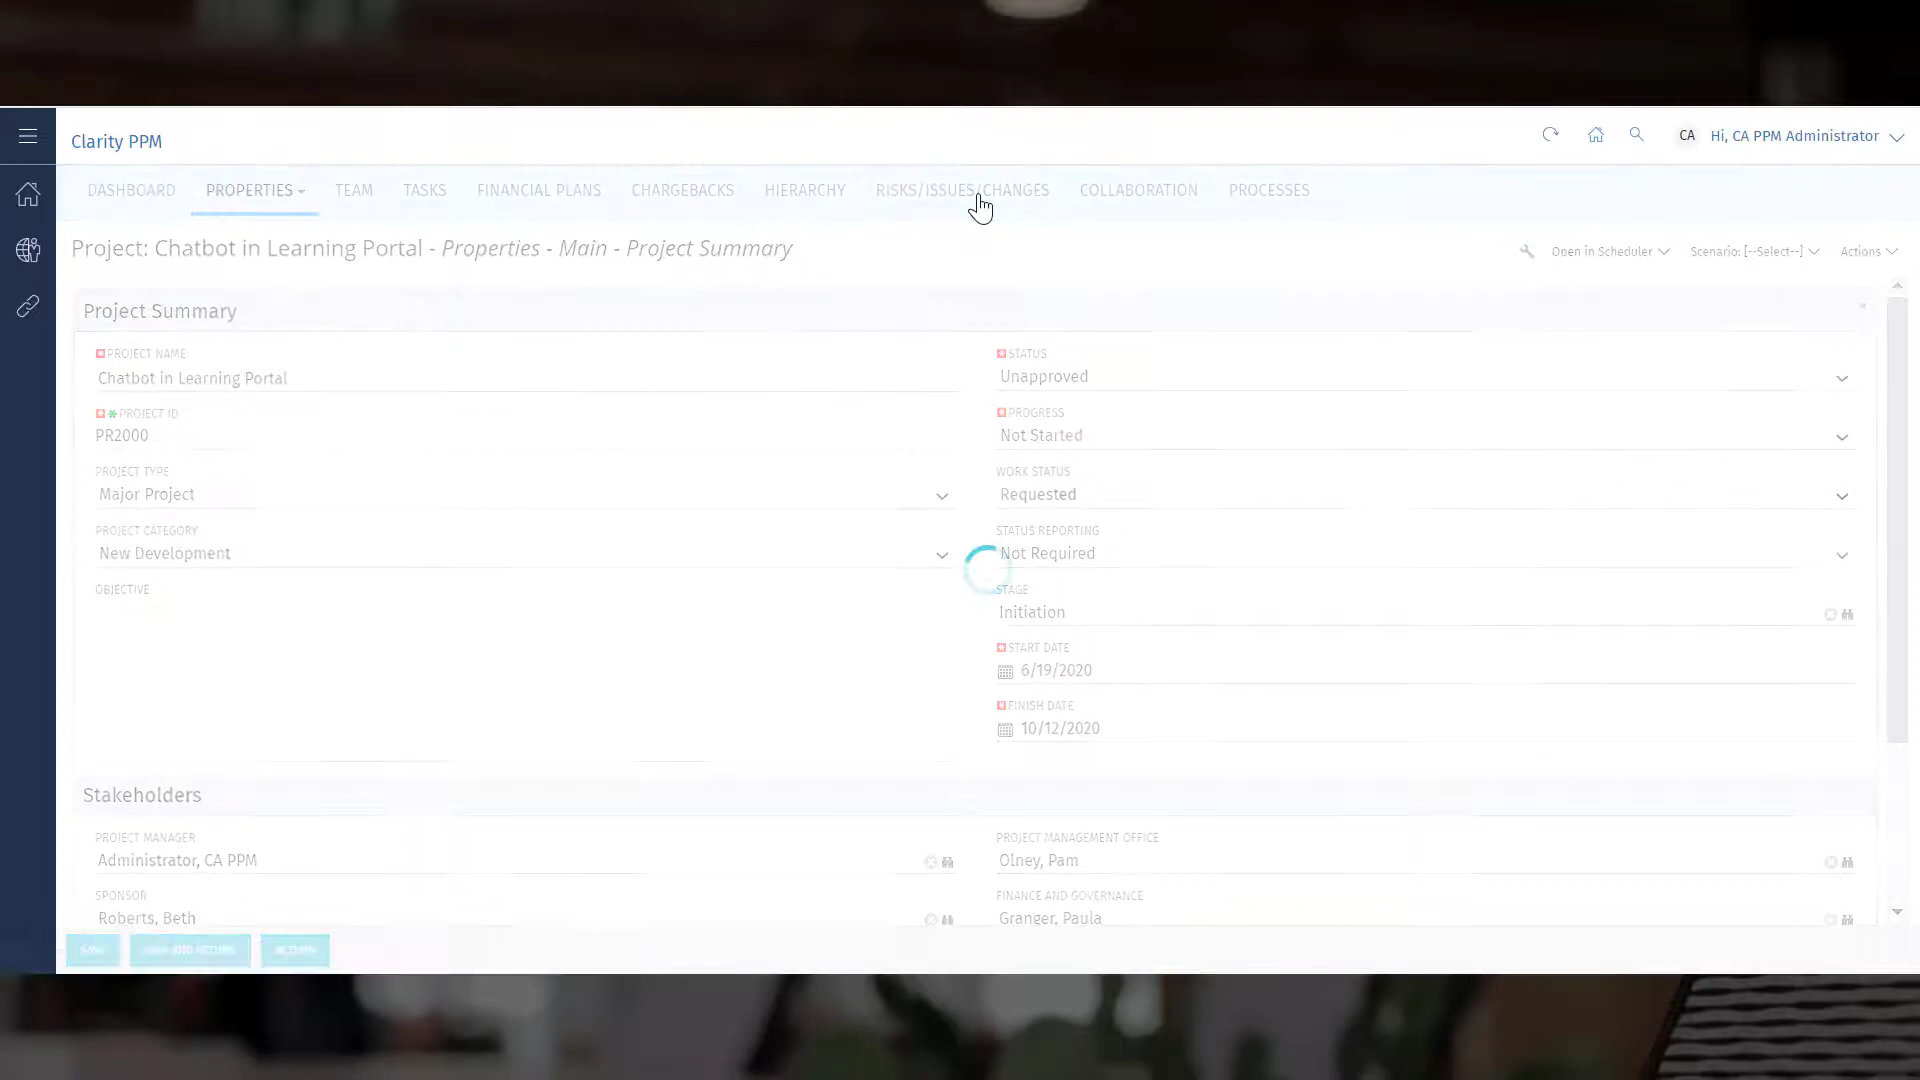 Clarity PPM
CA Hi, CA PPM Administrator
DASHBOARD PROPERTIES TEAM TASKS FINANCIAL PLANS CHARGEBACKS HIERARCHY RISKS/ISSUES/CHANGES COLLABORATION PROCESSES
Project: Chatbot in Learning Portal - Properties - Main - Project Summary
Open in Scheduler Scenario: [--Select--] Actions
Project Summary
PROJECT NAME
Chatbot in Learning Portal
PROJECT ID
PR2000
PROJECT TYPE
Major Project
PROJECT CATEGORY
New Development
OBJECTIVE
STATUS
Unapproved
PROGRESS
Not Started
WORK STATUS
Requested
STATUS REPORTING
Not Required
STAGE
Initiation
START DATE
6/19/2020
FINISH DATE
10/12/2020
Stakeholders
PROJECT MANAGER
Administrator, CA PPM
SPONSOR
Roberts, Beth
PROJECT MANAGEMENT OFFICE
Olney, Pam
FINANCE AND GOVERNANCE
Granger, Paula
SAVE SAVE AND RETURN RETURN